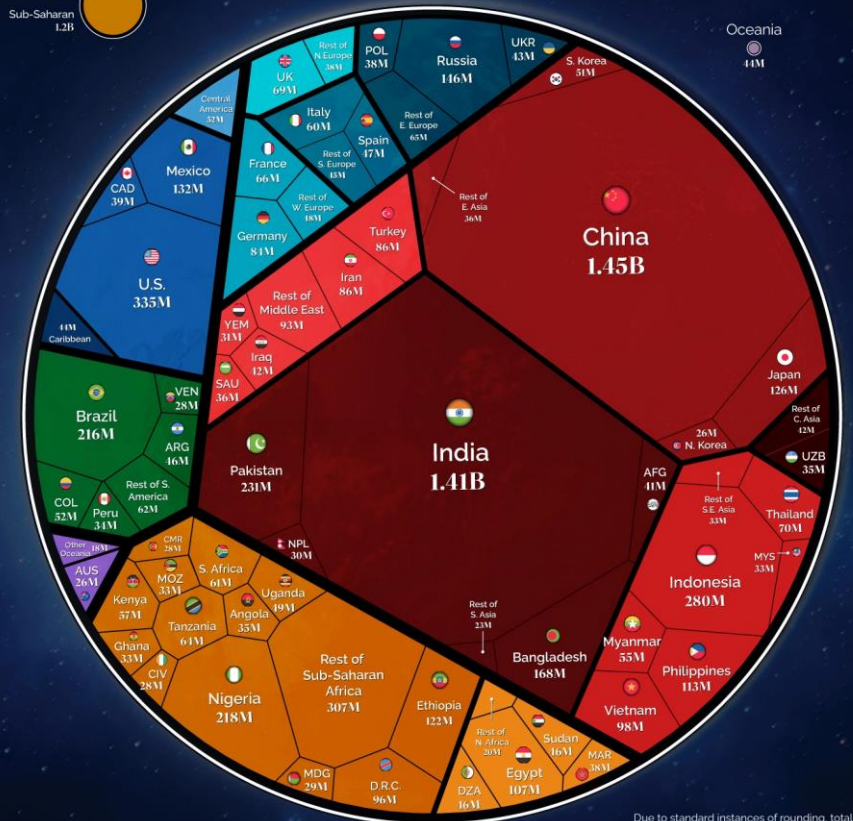 Sub-Saharan
1.2B
Oceania
44M
UK
69M
Rest of
N.Europe
38M
POL
38M
Russia
146M
UKR
43M
S. Korea
51M
Central
America
52M
Italy
60M
Spain
47M
Rest of
S. Europe
45M
Rest of
E. Europe
65M
Mexico
132M
CAD
39M
France
66M
Rest of
W. Europe
48M
Germany
84M
Rest of
E. Asia
36M
China
1.45B
Turkey
86M
Iran
86M
U.S.
335M
Rest of
Middle East
93M
YEM
31M
Iraq
42M
SAU
36M
44M
Caribbean
Japan
126M
Brazil
216M
VEN
28M
ARG
46M
COL
52M
Peru
34M
Rest of S.
America
62M
India
1.41B
Pakistan
231M
26M
N. Korea
Rest of
C. Asia
42M
UZB
35M
AFG
41M
Rest of
S.E. Asia
33M
Thailand
70M
MYS
33M
Indonesia
280M
NPL
30M
Other
Oceania 18M
AUS
26M
CMR
28M
MOZ
33M
S. Africa
61M
Uganda
49M
Kenya
57M
Tanzania
64M
Angola
35M
Ghana
33M
CIV
28M
Nigeria
218M
Rest of
Sub-Saharan
Africa
307M
Ethiopia
122M
Rest of
S. Asia
23M
Bangladesh
168M
Myanmar
55M
Philippines
113M
Vietnam
98M
MDG
29M
D.R.C.
96M
Rest of
N. Africa
20M
Sudan
46M
Egypt
107M
MAR
38M
DZA
46M
Due to standard instances of rounding, total